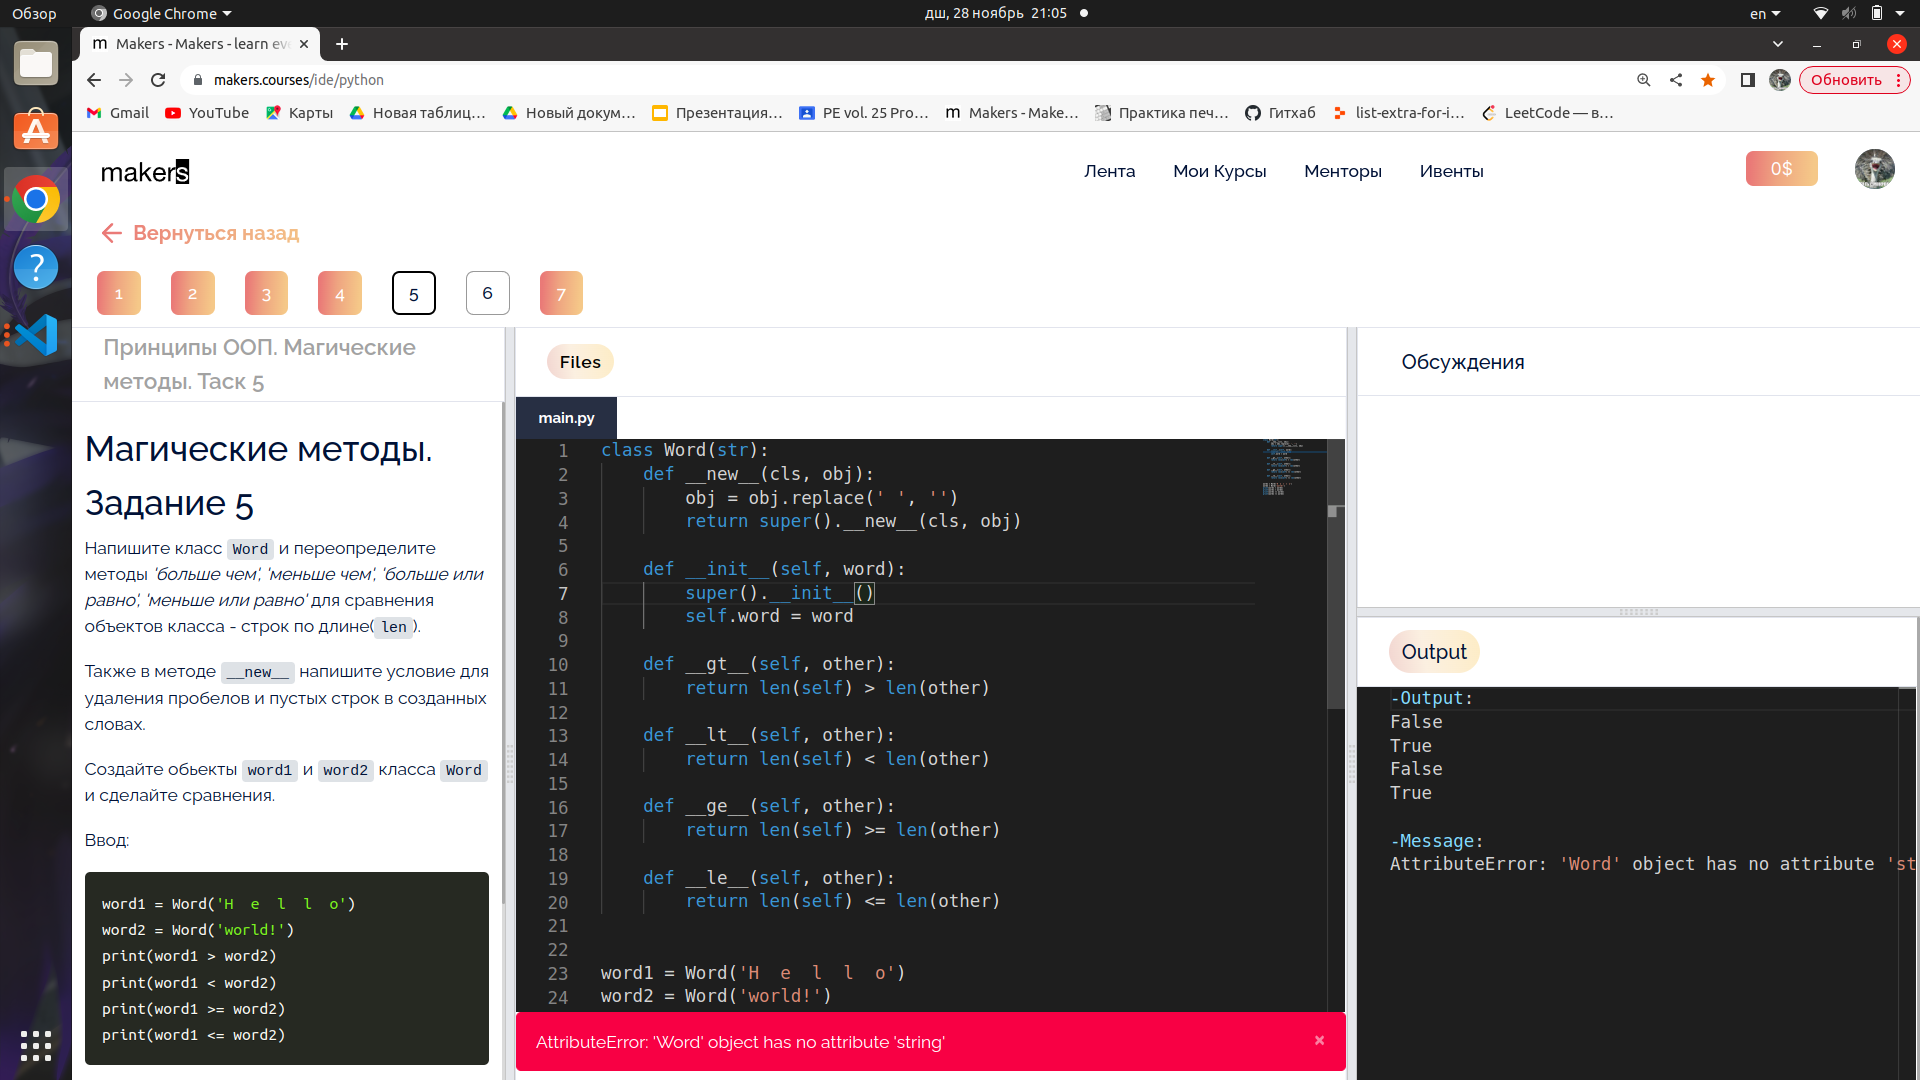 Обзор
Google Chrome
дш, 28 ноябрь 21:05
en
Makers - Makers - learn eve
makers.courses/ide/python
Обновить
Gmail
YouTube
Карты
Новая таблиц…
Новый докум…
Презентация…
PE vol. 25 Pro…
Makers - Make…
Практика печ…
Гитхаб
list-extra-for-i…
LeetCode — в…
makers
Лента
Мои Курсы
Менторы
Ивенты
0$
Вернуться назад
1 2 3 4 5 6 7
Принципы ООП. Магические
методы. Таск 5
Магические методы.
Задание 5
Напишите класс Word и переопределите
методы 'больше чем', 'меньше чем', 'больше или
равно', 'меньше или равно' для сравнения
объектов класса - строк по длине( len ).
Также в методе __new__ напишите условие для
удаления пробелов и пустых строк в созданных
словах.
Создайте обьекты word1 и word2 класса Word
и сделайте сравнения.
Ввод:
word1 = Word('H  e  l  l  o')
word2 = Word('world!')
print(word1 > word2)
print(word1 < word2)
print(word1 >= word2)
print(word1 <= word2)
Files
main.py
1 class Word(str):
2     def __new__(cls, obj):
3         obj = obj.replace(' ', '')
4         return super().__new__(cls, obj)
5
6     def __init__(self, word):
7         super().__init__()
8         self.word = word
9
10     def __gt__(self, other):
11         return len(self) > len(other)
12
13     def __lt__(self, other):
14         return len(self) < len(other)
15
16     def __ge__(self, other):
17         return len(self) >= len(other)
18
19     def __le__(self, other):
20         return len(self) <= len(other)
21
22
23 word1 = Word('H  e  l  l  o')
24 word2 = Word('world!')
AttributeError: 'Word' object has no attribute 'string'
×
Обсуждения
Output
-Output:
False
True
False
True
-Message:
AttributeError: 'Word' object has no attribute 'st